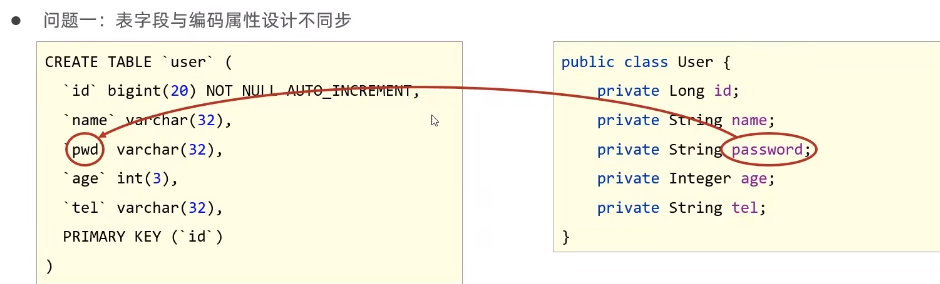 ● 问题一：表字段与编码属性设计不同步
CREATE TABLE `user` (
`id` bigint(20) NOT NULL AUTO_INCREMENT,
`name` varchar(32),
`pwd` varchar(32),
`age` int(3),
`tel` varchar(32),
PRIMARY KEY (`id`)
)
public class User {
private Long id;
private String name;
private String password;
private Integer age;
private String tel;
}